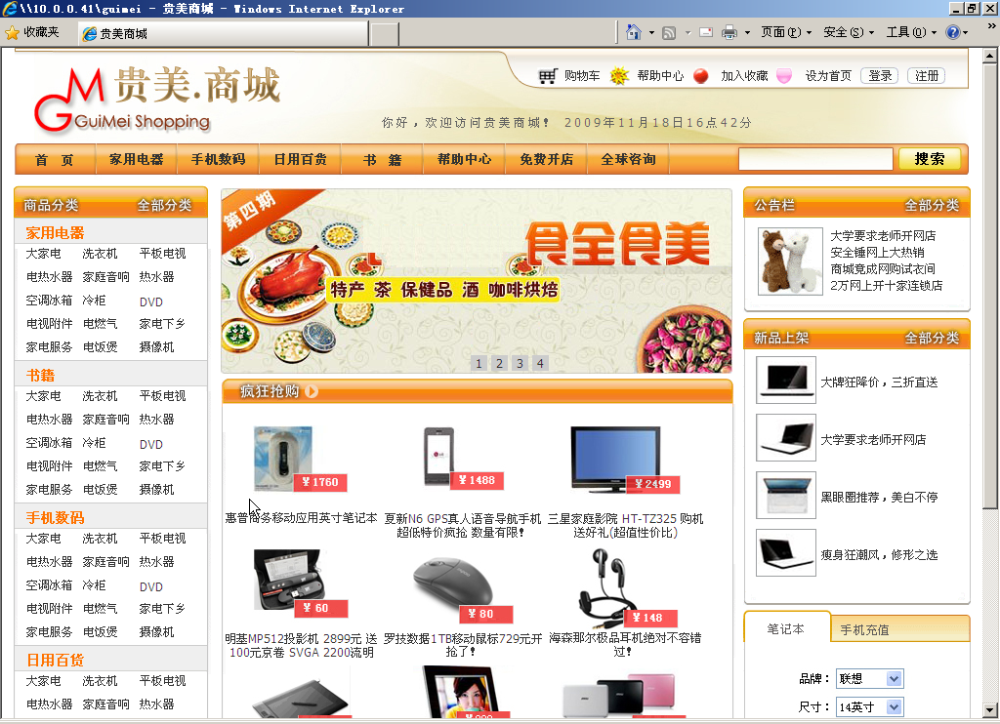 \\10.0.0.41\guimei - 贵美商城 - Windows Internet Explorer
收藏夹
贵美商城
页面(P)
安全(S)
工具(O)
贵美.商城
GM
GuiMei Shopping
购物车
帮助中心
加入收藏
设为首页
登录
注册
你好，欢迎访问贵美商城! 2009年11月18日16点42分
首 页
家用电器
手机数码
日用百货
书 籍
帮助中心
免费开店
全球咨询
搜索
商品分类 全部分类
家用电器
大家电 洗衣机 平板电视
电热水器 家庭音响 热水器
空调冰箱 冷柜 DVD
电视附件 电燃气 家电下乡
家电服务 电饭煲 摄像机
书籍
大家电 洗衣机 平板电视
电热水器 家庭音响 热水器
空调冰箱 冷柜 DVD
电视附件 电燃气 家电下乡
家电服务 电饭煲 摄像机
手机数码
大家电 洗衣机 平板电视
电热水器 家庭音响 热水器
空调冰箱 冷柜 DVD
电视附件 电燃气 家电下乡
家电服务 电饭煲 摄像机
日用百货
大家电 洗衣机 平板电视
电热水器 家庭音响 热水器
第四期
食全食美
特产 茶 保健品 酒 咖啡烘焙
1 2 3 4
疯狂抢购
¥1760
惠普商务移动应用英寸笔记本
LG
¥1488
夏新N6 GPS真人语音导航手机
超低特价疯抢 数量有限!
¥2499
三星家庭影院 HT-TZ325 购机
送好礼(超值性价比)
¥ 60
明基MP512投影机 2899元 送
100元京卷 SVGA 2200流明
¥ 80
罗技数据1TB移动鼠标729元开
抢了!
¥ 148
海森那尔极品耳机绝对不容错
过!
公告栏 全部分类
大学要求老师开网店
安全锤网上大热销
商城竟成网购试衣间
2万网上开十家连锁店
新品上架 全部分类
大牌狂降价，三折直送
大学要求老师开网店
黑眼圈推荐，美白不停
瘦身狂潮风，修形之选
笔记本
手机充值
品牌： 联想
尺寸： 14英寸